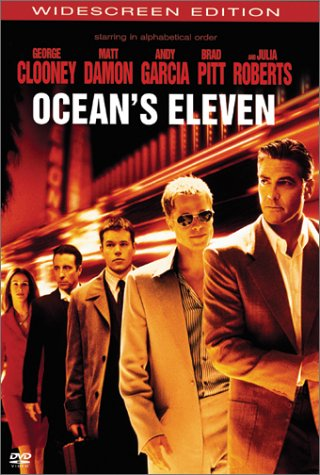 WIDESCREEN EDITION
starring in alphabetical order
GEORGE CLOONEY MATT DAMON ANDY GARCIA BRAD PITT AND JULIA ROBERTS
OCEAN'S ELEVEN
DVD
VIDEO